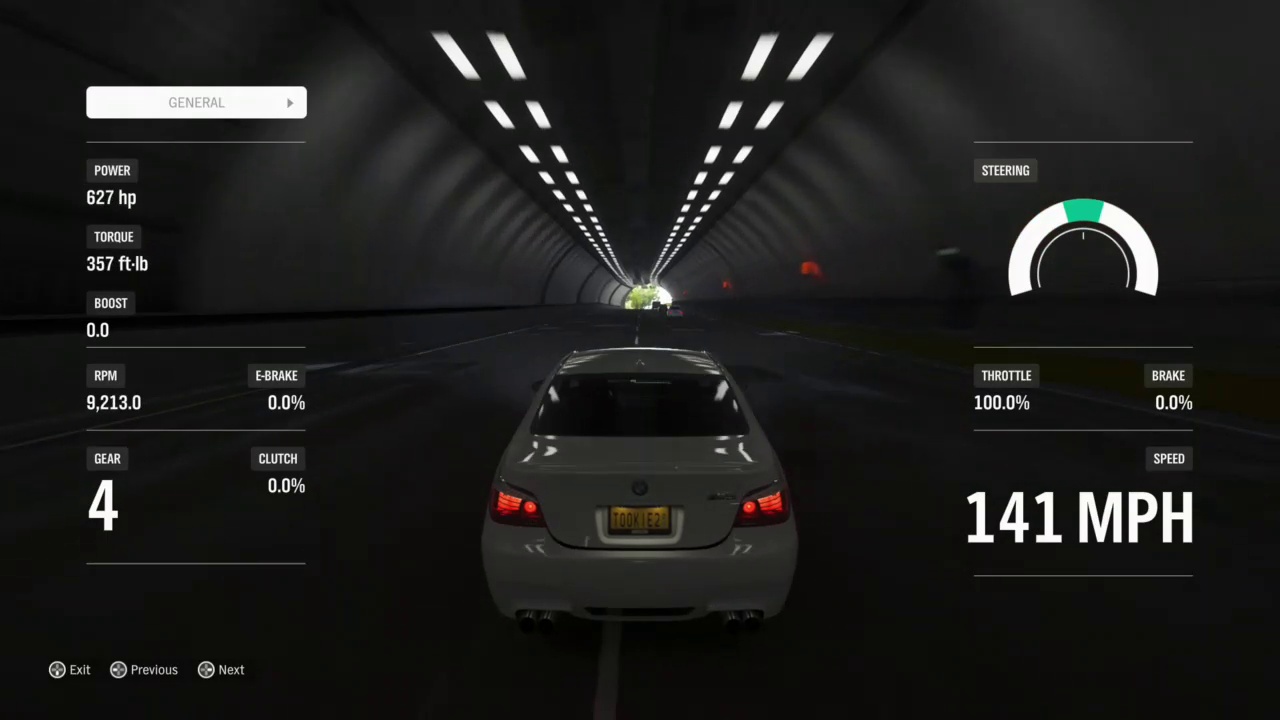 GENERAL
POWER
627 hp
TORQUE
357 ft·lb
BOOST
0.0
RPM
9,213.0
E-BRAKE
0.0%
GEAR
4
CLUTCH
0.0%
STEERING
THROTTLE
100.0%
BRAKE
0.0%
SPEED
141 MPH
TOOKIE2
Exit
Previous
Next